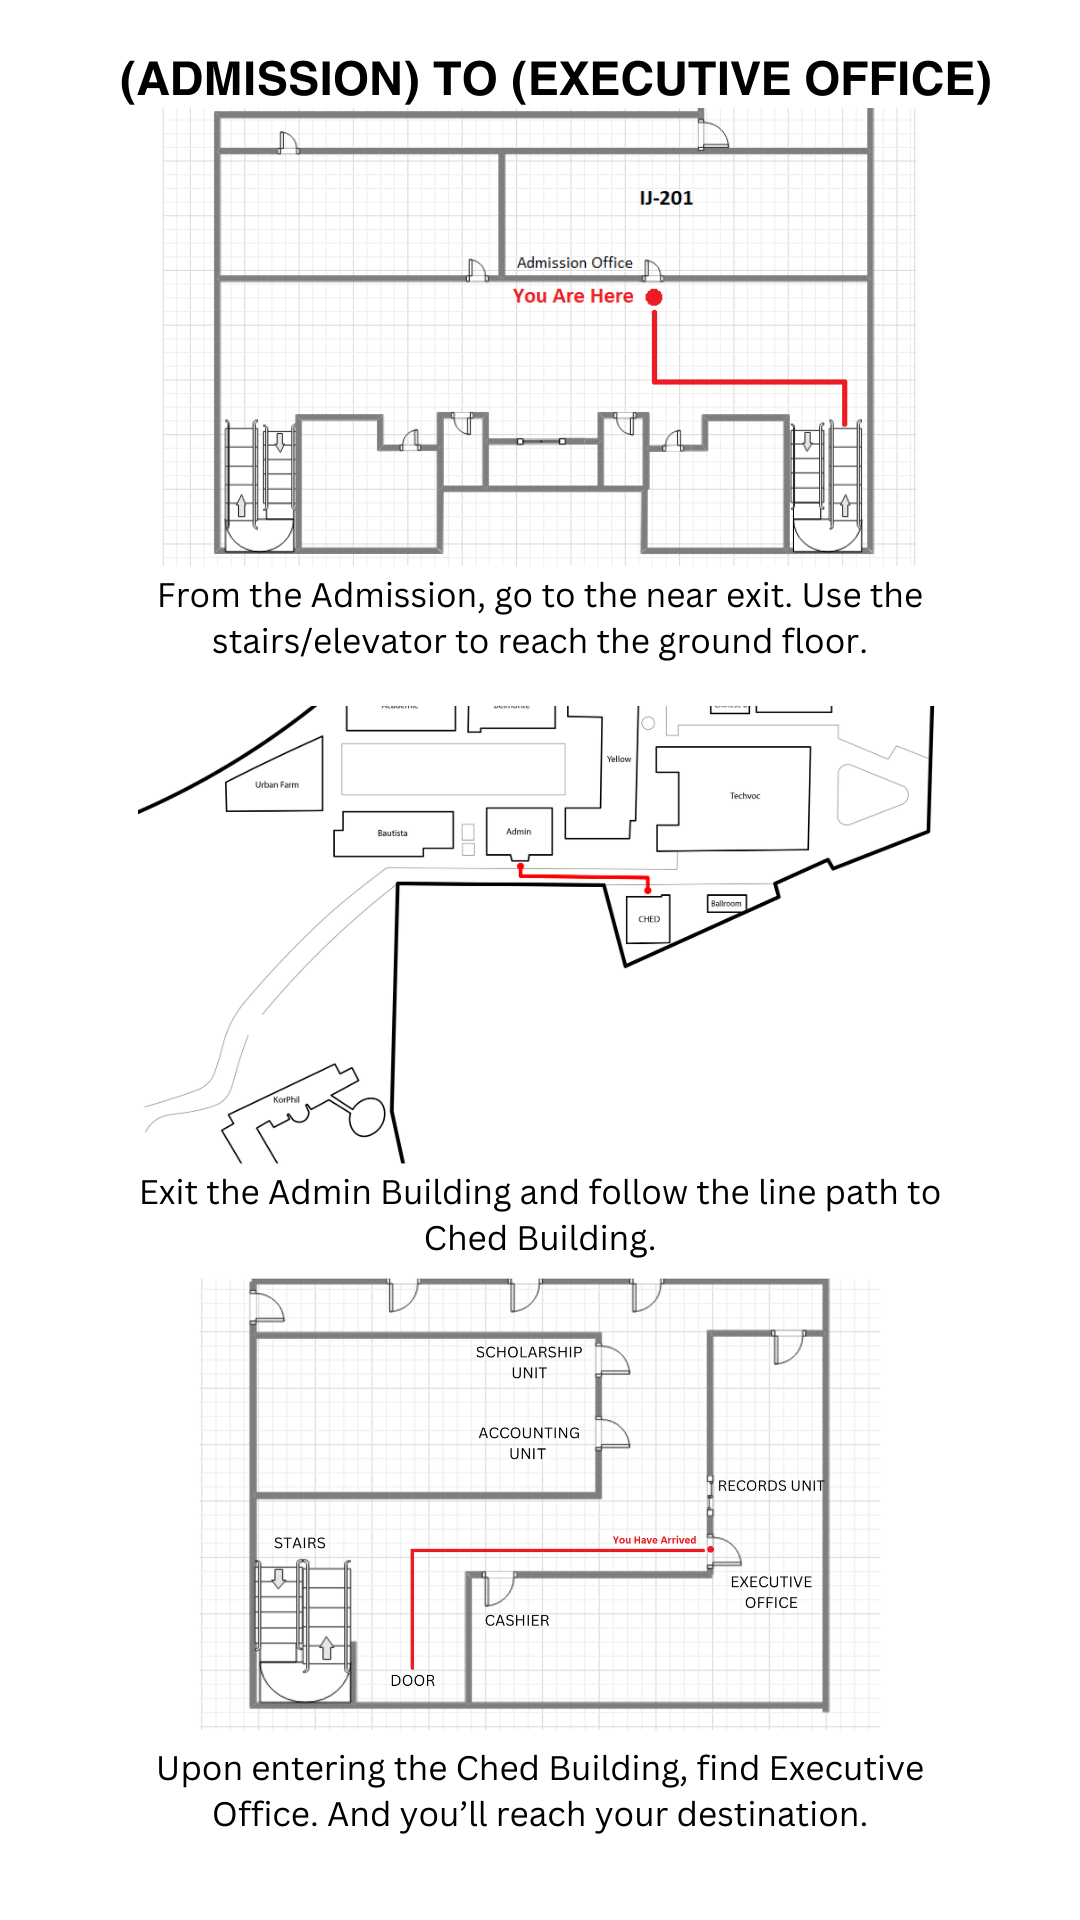 (ADMISSION) TO (EXECUTIVE OFFICE)
IJ-201
Admission Office
You Are Here
From the Admission, go to the near exit. Use the
stairs/elevator to reach the ground floor.
Academic
Belmonte
Yellow
Urban Farm
Techvoc
Bautista
Admin
CHED
Ballroom
KorPhil
Exit the Admin Building and follow the line path to
Ched Building.
SCHOLARSHIP
UNIT
ACCOUNTING
UNIT
RECORDS UNIT
STAIRS
You Have Arrived
EXECUTIVE
OFFICE
CASHIER
DOOR
Upon entering the Ched Building, find Executive
Office. And you’ll reach your destination.